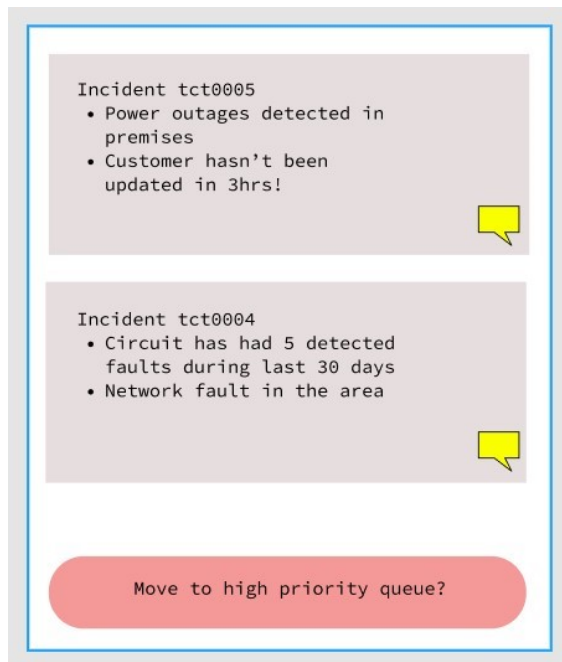 Incident tct0005
• Power outages detected in
premises
• Customer hasn’t been
updated in 3hrs!
Incident tct0004
• Circuit has had 5 detected
faults during last 30 days
• Network fault in the area
Move to high priority queue?